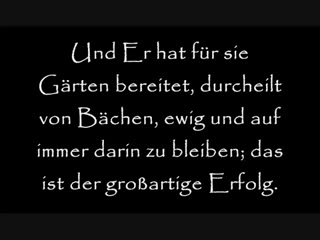 Und Er hat für sie
Gärten bereitet, durcheilt
von Bächen, ewig und auf
immer darin zu bleiben; das
ist der großartige Erfolg.